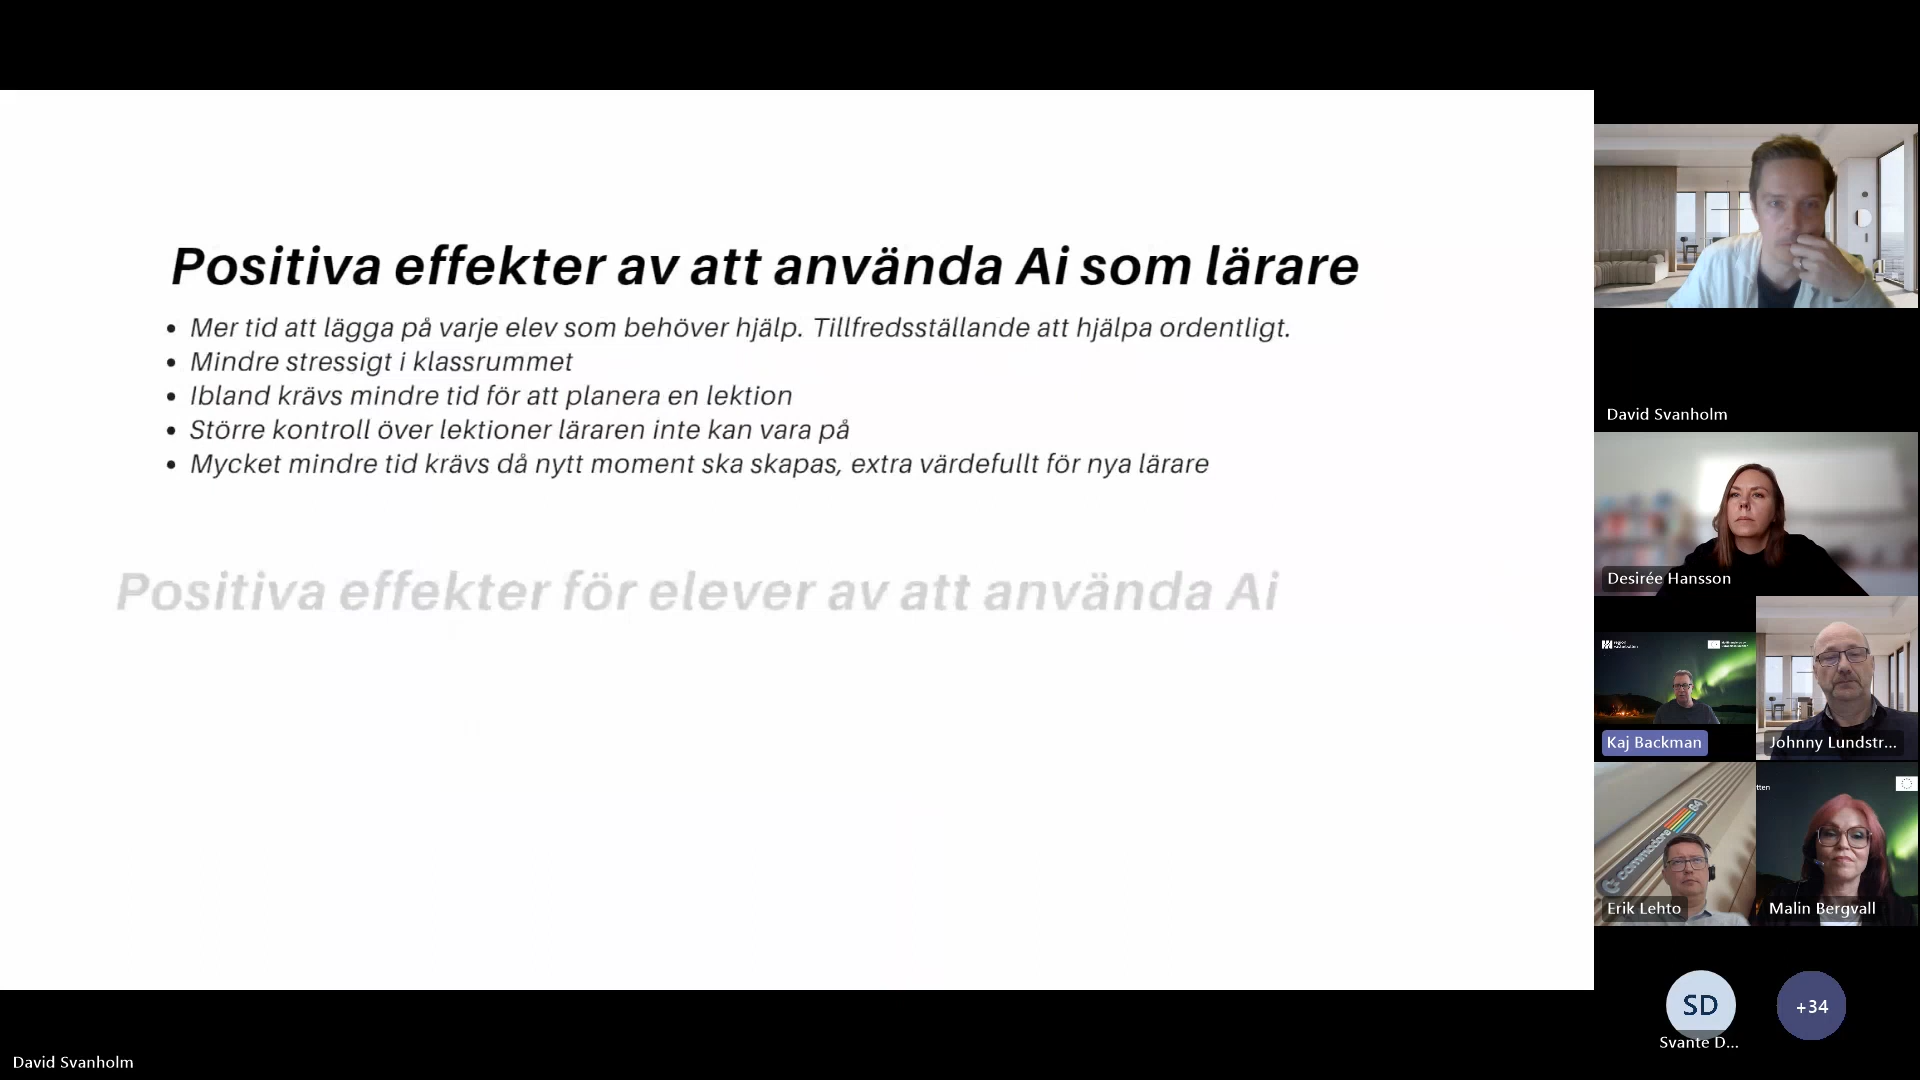 Positiva effekter av att använda Ai som lärare
Mer tid att lägga på varje elev som behöver hjälp. Tillfredsställande att hjälpa ordentligt.
Mindre stressigt i klassrummet
Ibland krävs mindre tid för att planera en lektion
Större kontroll över lektioner läraren inte kan vara på
Mycket mindre tid krävs då nytt moment ska skapas, extra värdefullt för nya lärare
Positiva effekter för elever av att använda Ai
David Svanholm
David Svanholm
Desirée Hansson
Kaj Backman
Johnny Lundstr...
commodore 64
Erik Lehto
tten
Malin Bergvall
SD
Svante D...
+34